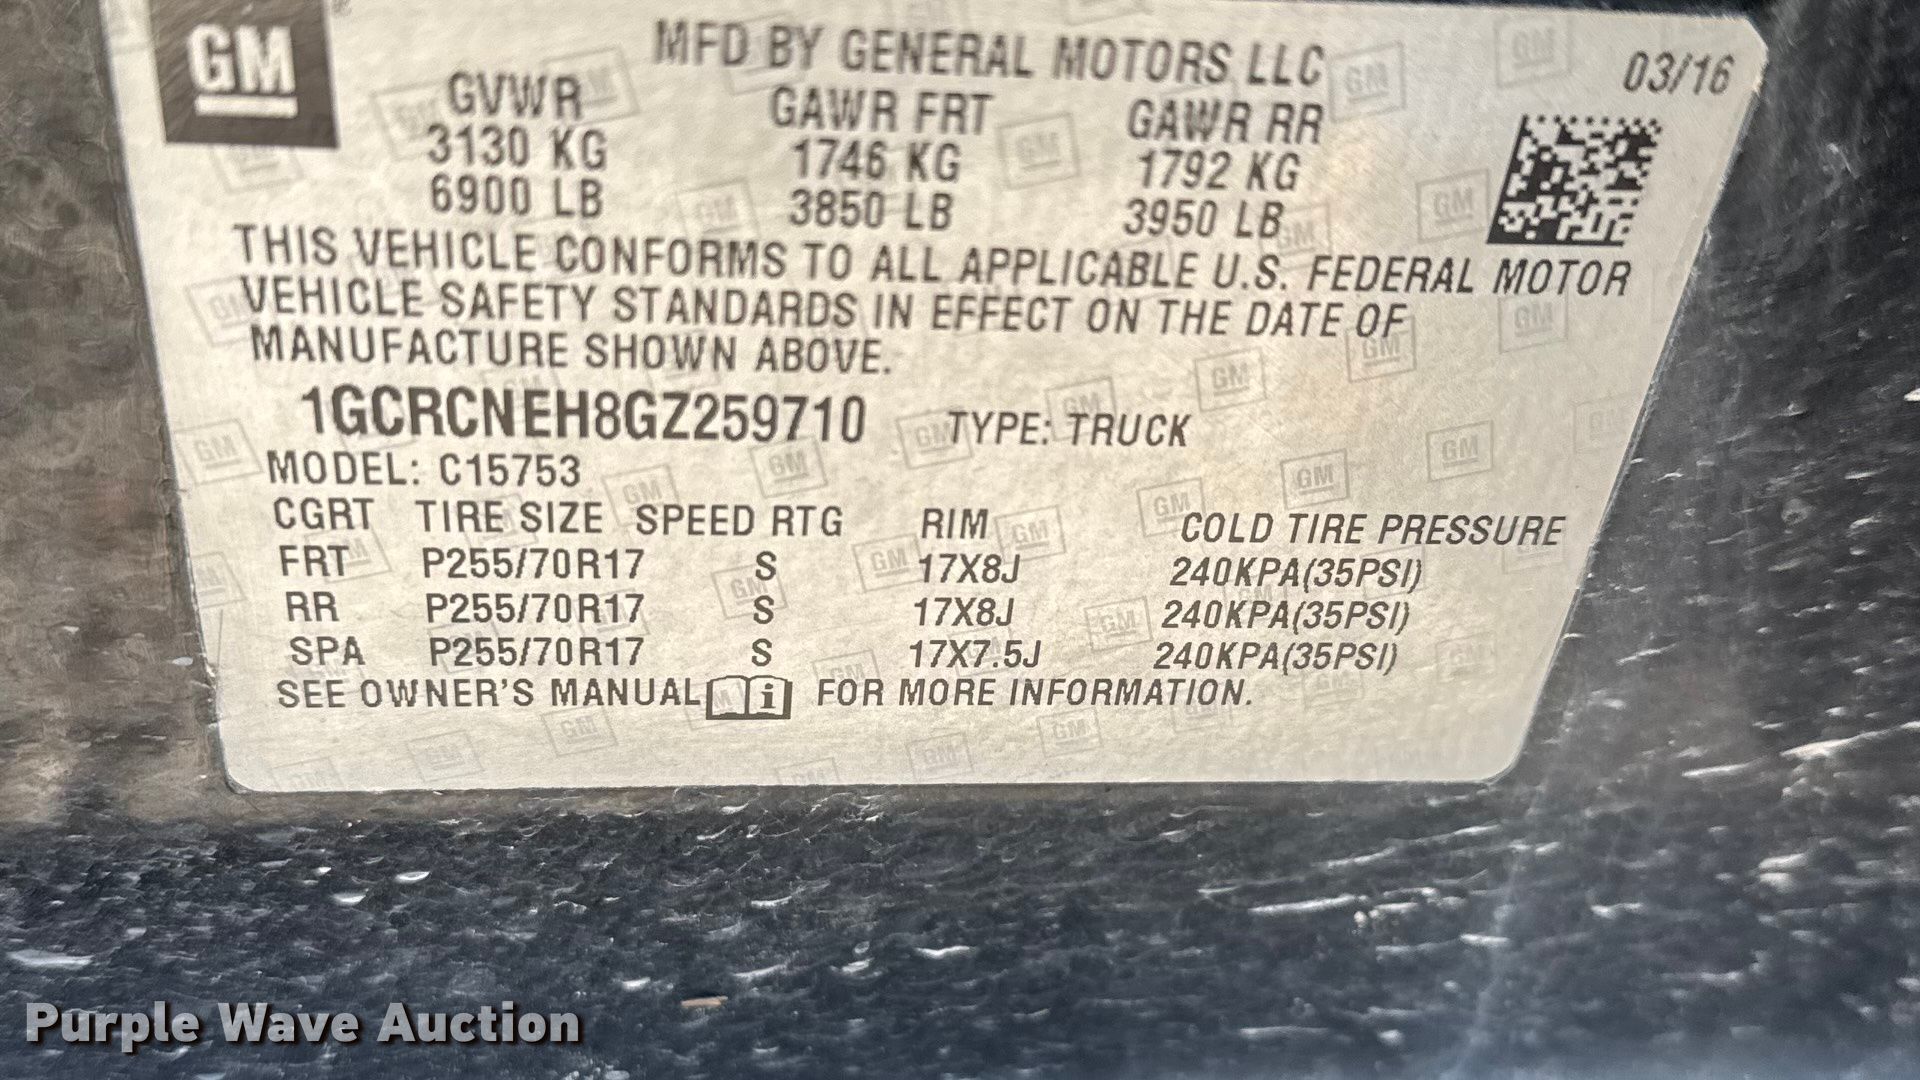 GM
MFD BY GENERAL MOTORS LLC
03/16
GVWR GAWR FRT GAWR RR
3130 KG 1746 KG 1792 KG
6900 LB 3850 LB 3950 LB
THIS VEHICLE CONFORMS TO ALL APPLICABLE U.S. FEDERAL MOTOR
VEHICLE SAFETY STANDARDS IN EFFECT ON THE DATE OF
MANUFACTURE SHOWN ABOVE.
1GCRCNEH8GZ259710 TYPE: TRUCK
MODEL: C15753
CGRT TIRE SIZE SPEED RTG RIM COLD TIRE PRESSURE
FRT P255/70R17 S 17X8J 240KPA(35PSI)
RR P255/70R17 S 17X8J 240KPA(35PSI)
SPA P255/70R17 S 17X7.5J 240KPA(35PSI)
SEE OWNER'S MANUAL i FOR MORE INFORMATION.
Purple Wave Auction